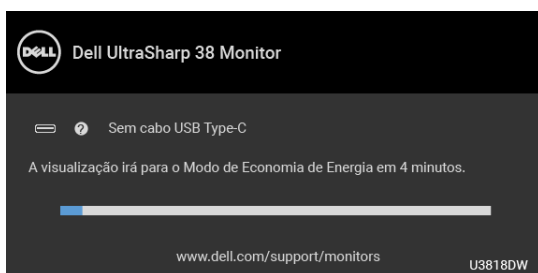 DELL Dell UltraSharp 38 Monitor
? Sem cabo USB Type-C
A visualização irá para o Modo de Economia de Energia em 4 minutos.
www.dell.com/support/monitors
U3818DW